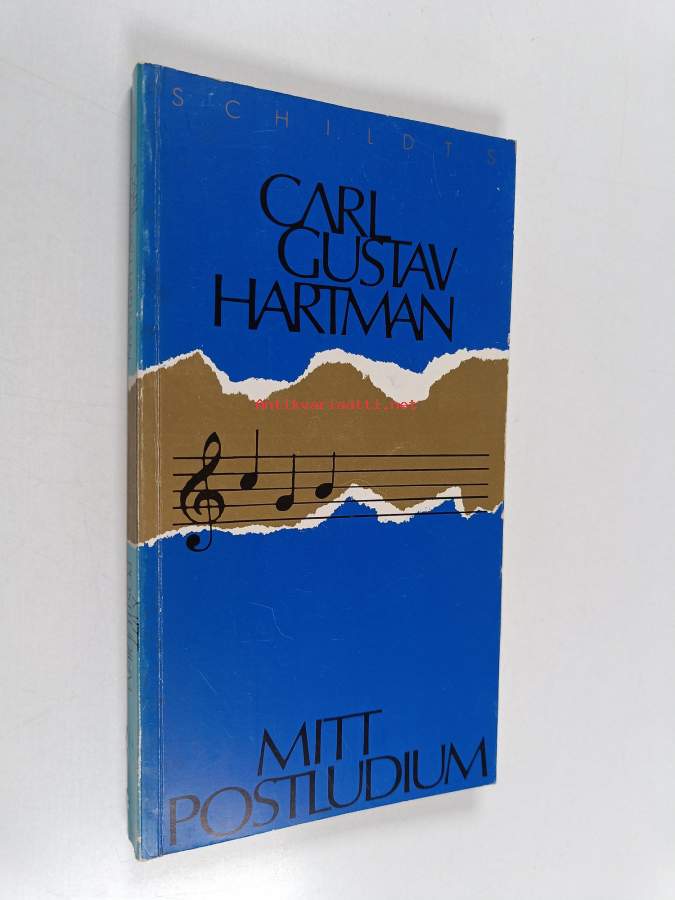 SCHILDTS
CARL
GUSTAV
HARTMAN
Antikvariaatti.net
MITT
POSTLUDIUM